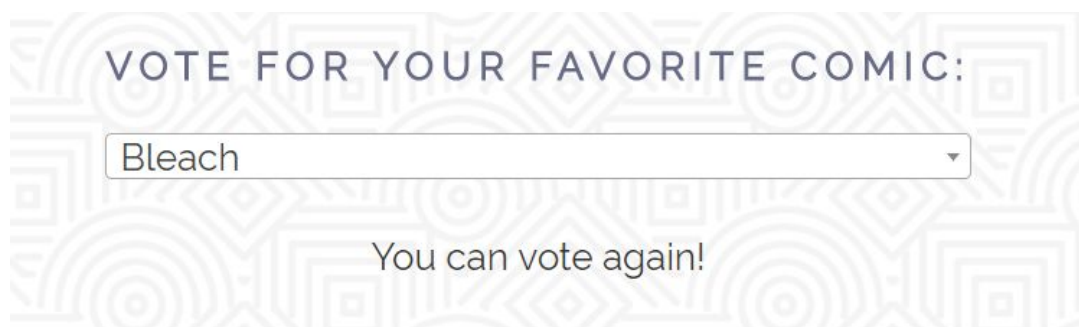 VOTE FOR YOUR FAVORITE COMIC:
Bleach
You can vote again!